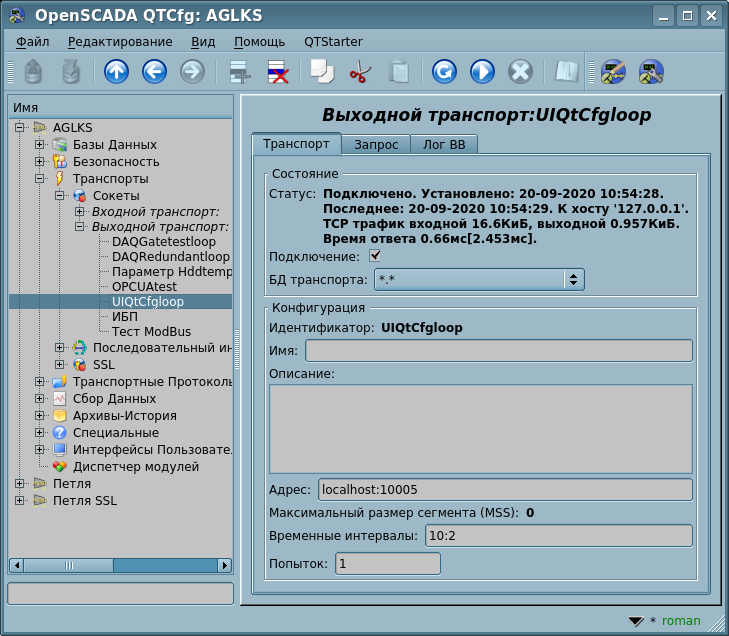 OpenSCADA QTCfg: AGLKS
Файл Редактирование Вид Помощь QTStarter
Имя
AGLKS
Базы Данных
Безопасность
Транспорты
Сокеты
Входной транспорт:
Выходной транспорт:
DAQGatetestloop
DAQRedundantloop
Параметр Hddtemp
OPCUAtest
UIQtCfgloop
ИБП
Тест ModBus
Последовательный ин
SSL
Транспортные Протоколь
Сбор Данных
Архивы-История
Специальные
Интерфейсы Пользовате.
Диспетчер модулей
Петля
Петля SSL
Выходной транспорт:UIQtCfgloop
Транспорт Запрос Лог ВВ
Состояние
Статус: Подключено. Установлено: 20-09-2020 10:54:28.
Последнее: 20-09-2020 10:54:29. К хосту '127.0.0.1'.
TCP трафик входной 16.6КиБ, выходной 0.957КиБ.
Время ответа 0.66мс[2.453мс].
Подключение:
БД транспорта: *.*
Конфигурация
Идентификатор: UIQtCfgloop
Имя:
Описание:
Адрес: localhost:10005
Максимальный размер сегмента (MSS): 0
Временные интервалы: 10:2
Попыток: 1
* roman